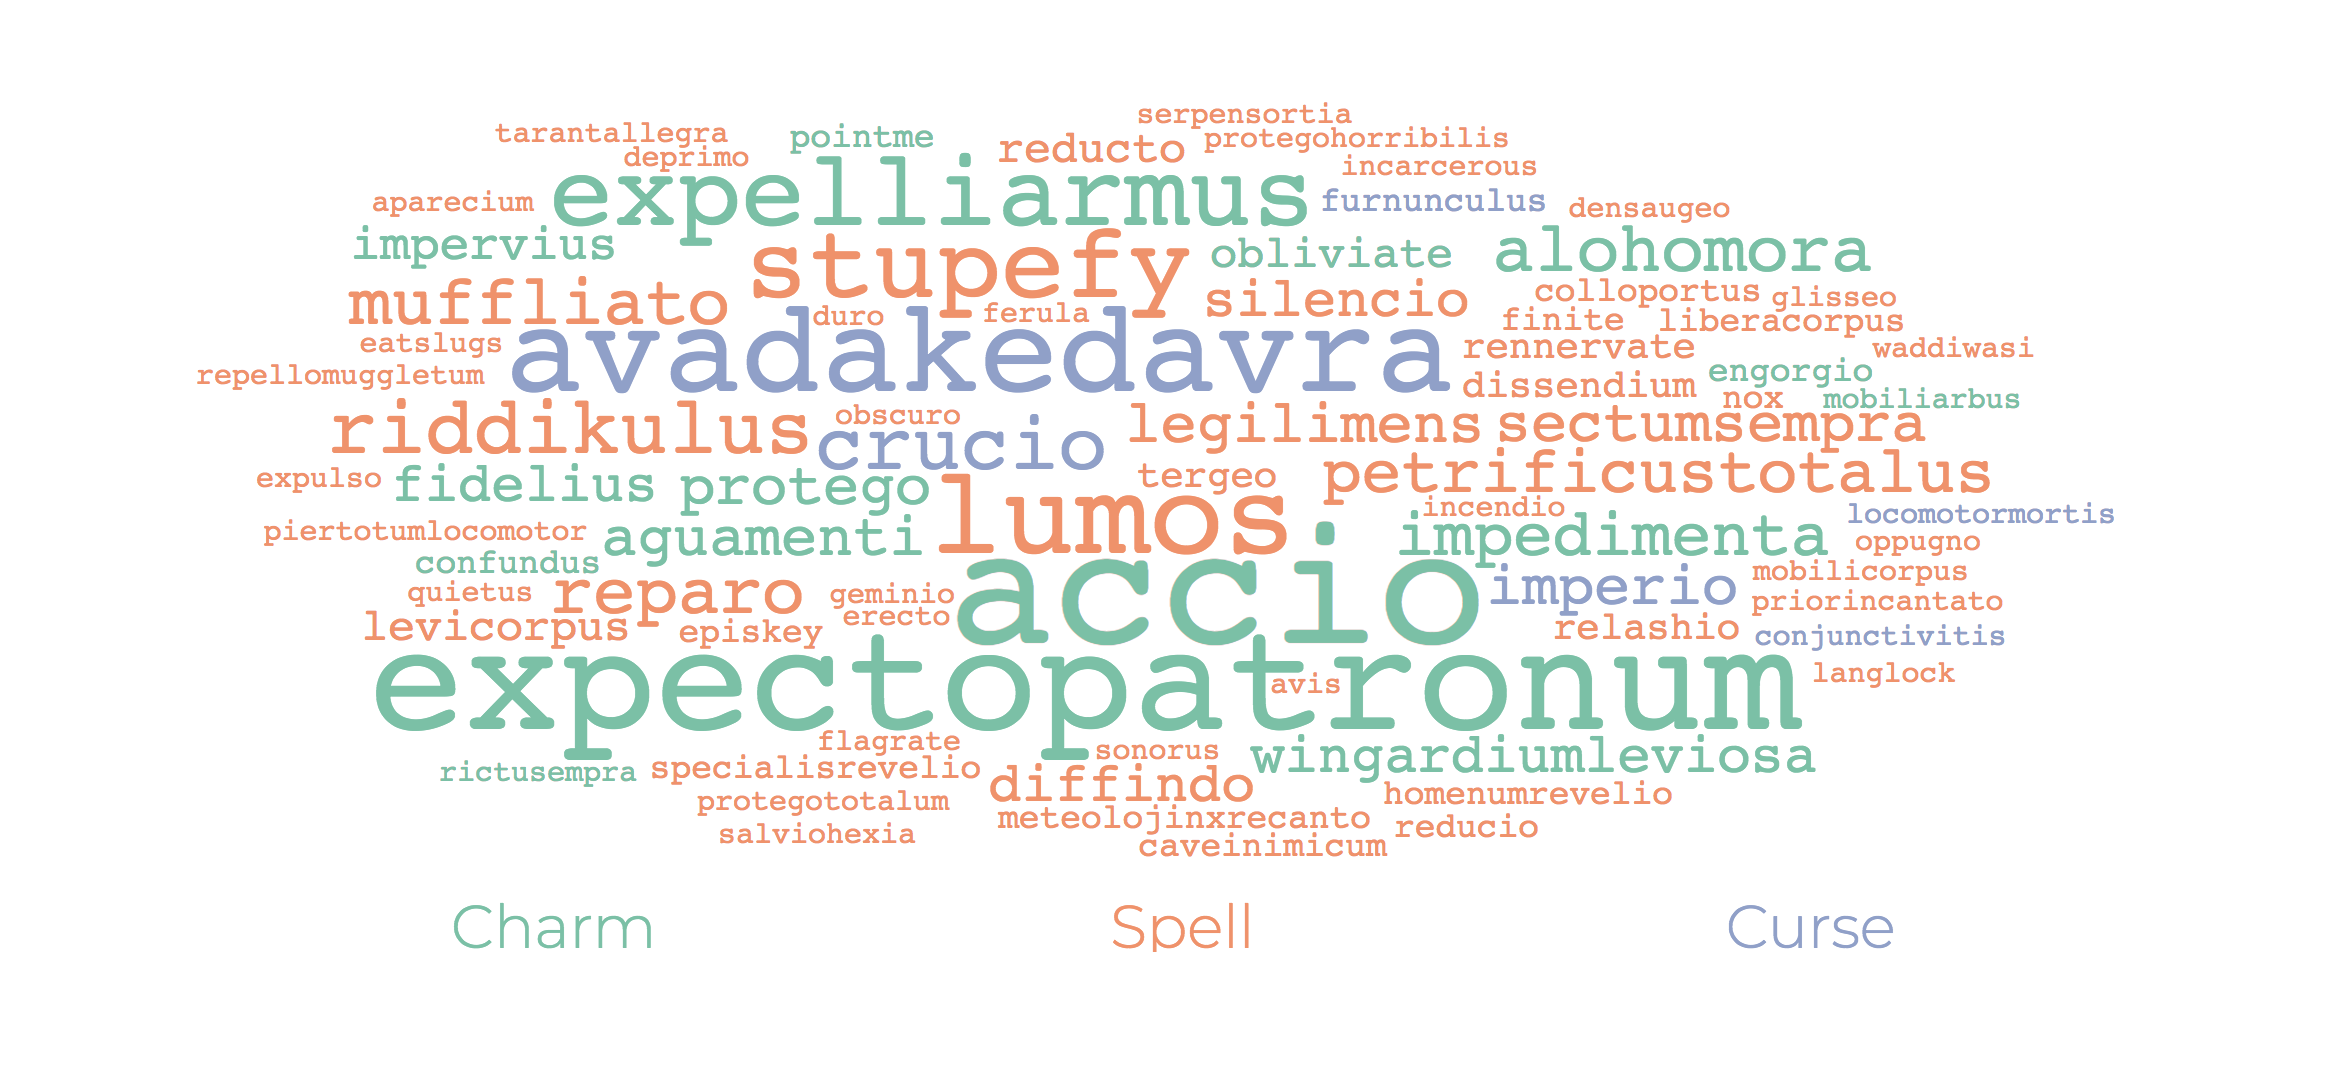 serpensortia
tarantallegra
pointme
protegohorribilis
reducto
deprimo
incarcerous
expelliarmus
furnunculus
aparecium
densaugeo
impervius
obliviate
alohomora
stupefy
muffliato
silencio
colloportus
glisseo
duro
ferula
finite
liberacorpus
eatslugs
avadakedavra
rennervate
waddiwasi
repellomuggletum
dissendium
engorgio
nox
mobiliarbus
riddikulus
obscuro
crucio
legilimens
sectumsempra
expulso
fidelius
protego
tergeo
petrificustotalus
lumos
incendio
locomotormortis
piertotumlocomotor
aguamenti
impedimenta
oppugno
confundus
accio
imperio
mobilicorpus
quietus
reparo
geminio
priorincantato
erecto
levicorpus
episkey
relashio
conjunctivitis
expectopatronum
avis
langlock
flagrate
sonorus
wingardiumleviosa
rictusempra
specialisrevelio
diffindo
protegototalum
homenumrevelio
meteolojinxrecanto
reducio
salviohexia
caveinimicum
Charm
Spell
Curse